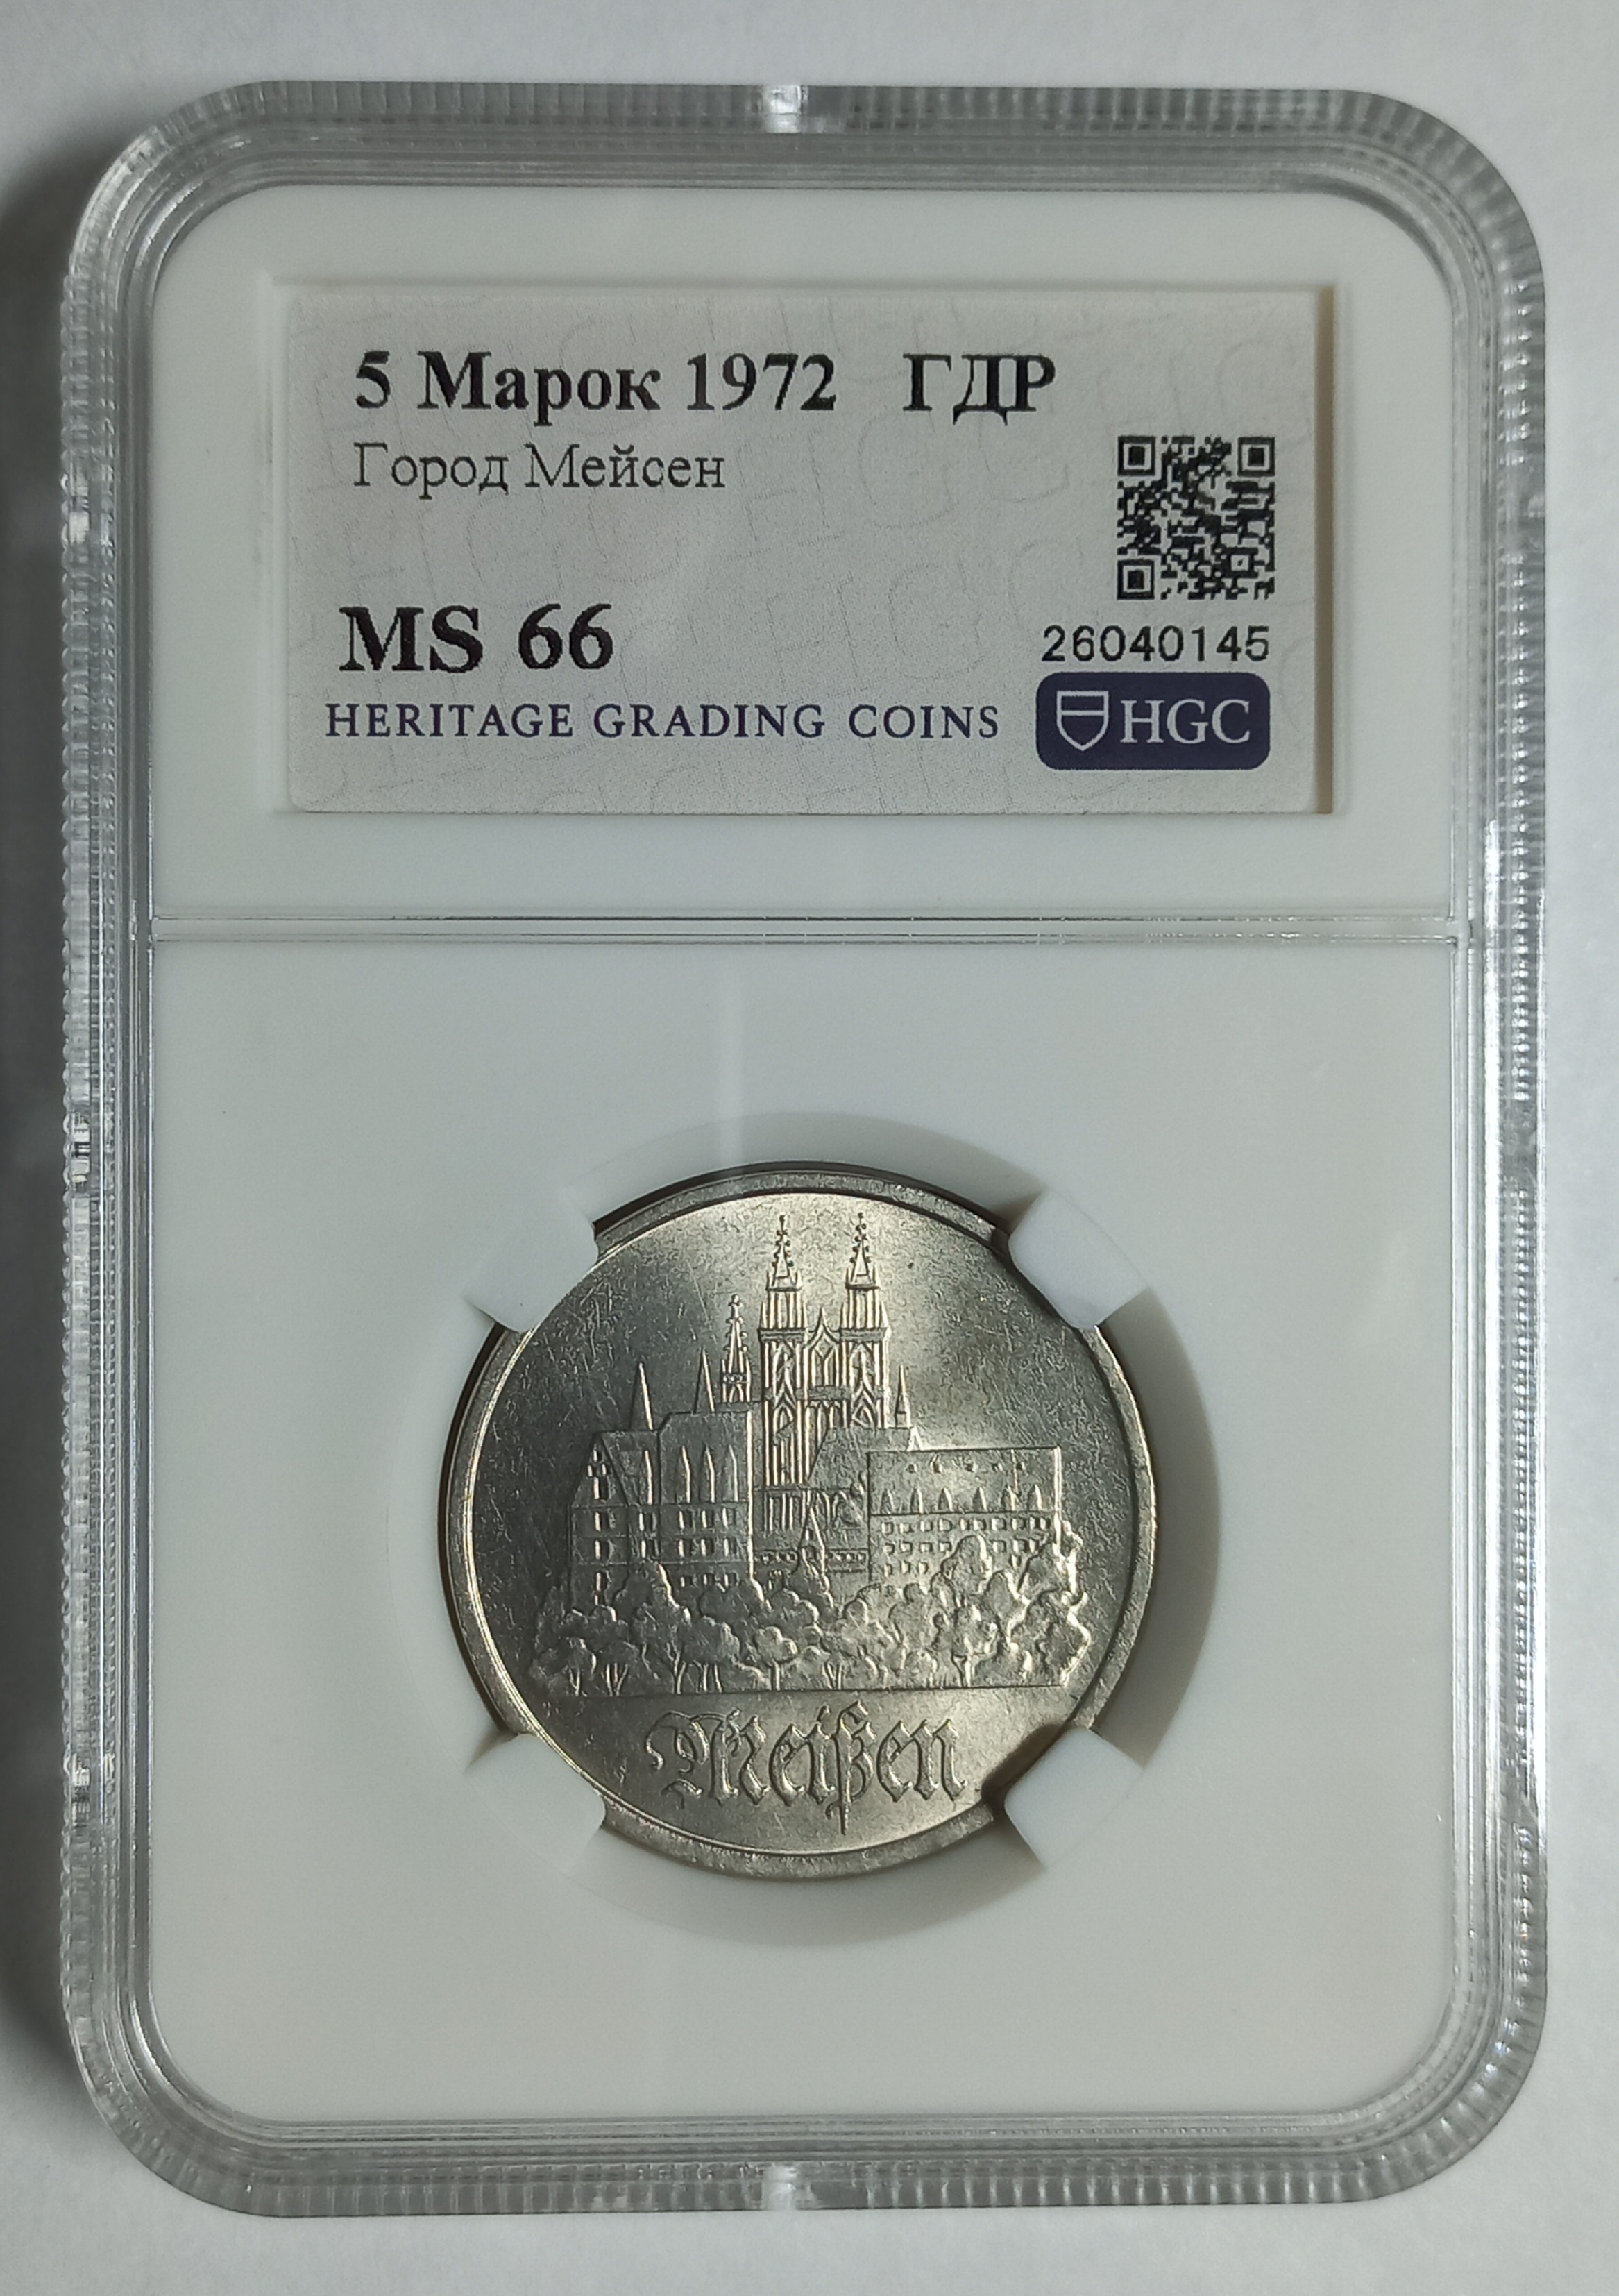 5 Марок 1972 ГДР
Город Мейсен
MS 66
26040145
HERITAGE GRADING COINS
HGC
Meißen